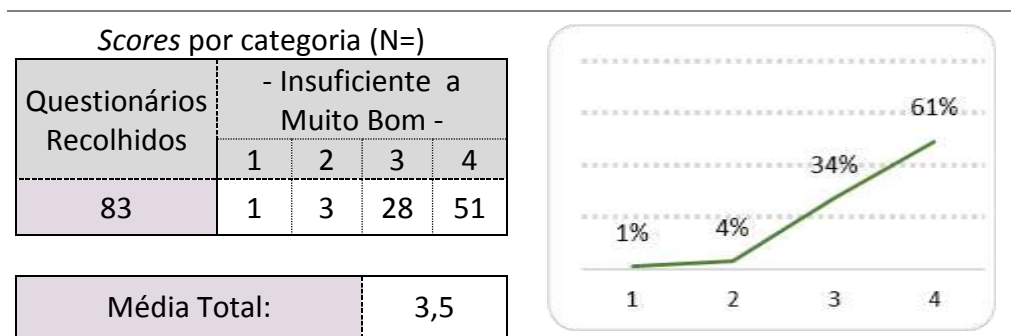 Scores por categoria (N=)
Questionários Recolhidos
- Insuficiente a
Muito Bom -
1 2 3 4
83 1 3 28 51
Média Total: 3,5
61%
34%
4%
1%
1 2 3 4